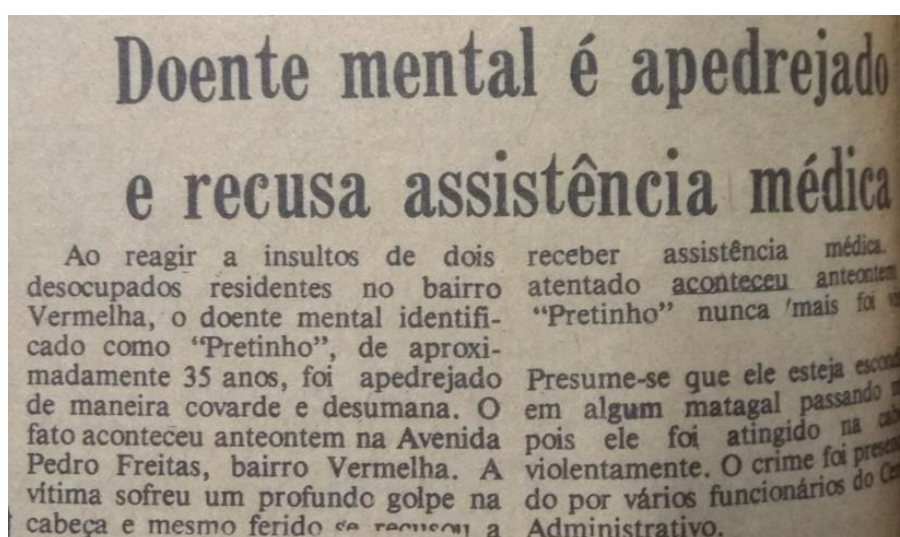 Doente mental é apedrejado
e recusa assistência médica
Ao reagir a insultos de dois
desocupados residentes no bairro
Vermelha, o doente mental identifi-
cado como “Pretinho”, de aproxi-
madamente 35 anos, foi apedrejado
de maneira covarde e desumana. O
fato aconteceu anteontem na Avenida
Pedro Freitas, bairro Vermelha. A
vítima sofreu um profundo golpe na
cabeça e mesmo ferido se recusou a
receber assistência médica.
atentado aconteceu anteontem
“Pretinho” nunca mais foi
Presume-se que ele esteja
em algum matagal passando
pois ele foi atingido na
violentamente. O crime foi
do por vários funcionários do
Administrativo.